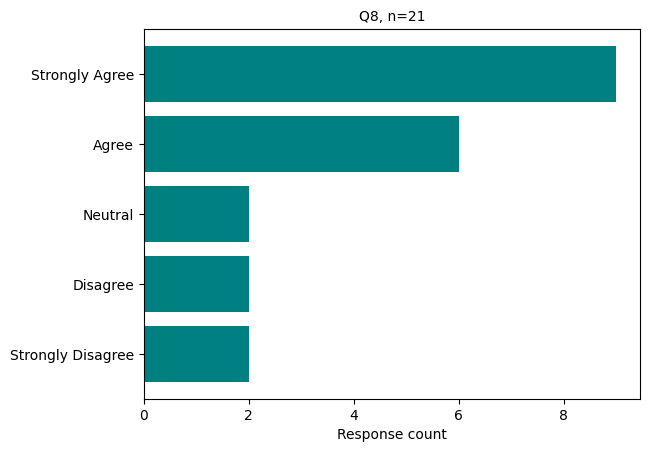 Q8, n=21
Strongly Agree
Agree
Neutral
Disagree
Strongly Disagree
0 2 4 6 8
Response count